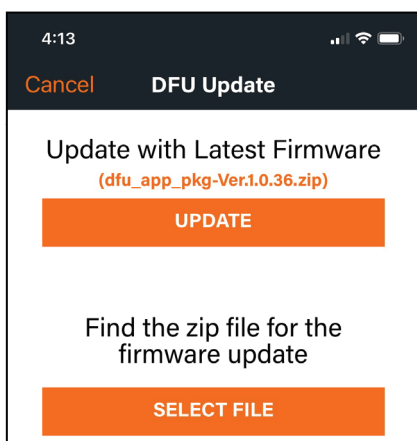 4:13
Cancel DFU Update
Update with Latest Firmware
(dfu_app_pkg-Ver.1.0.36.zip)
UPDATE
Find the zip file for the
firmware update
SELECT FILE